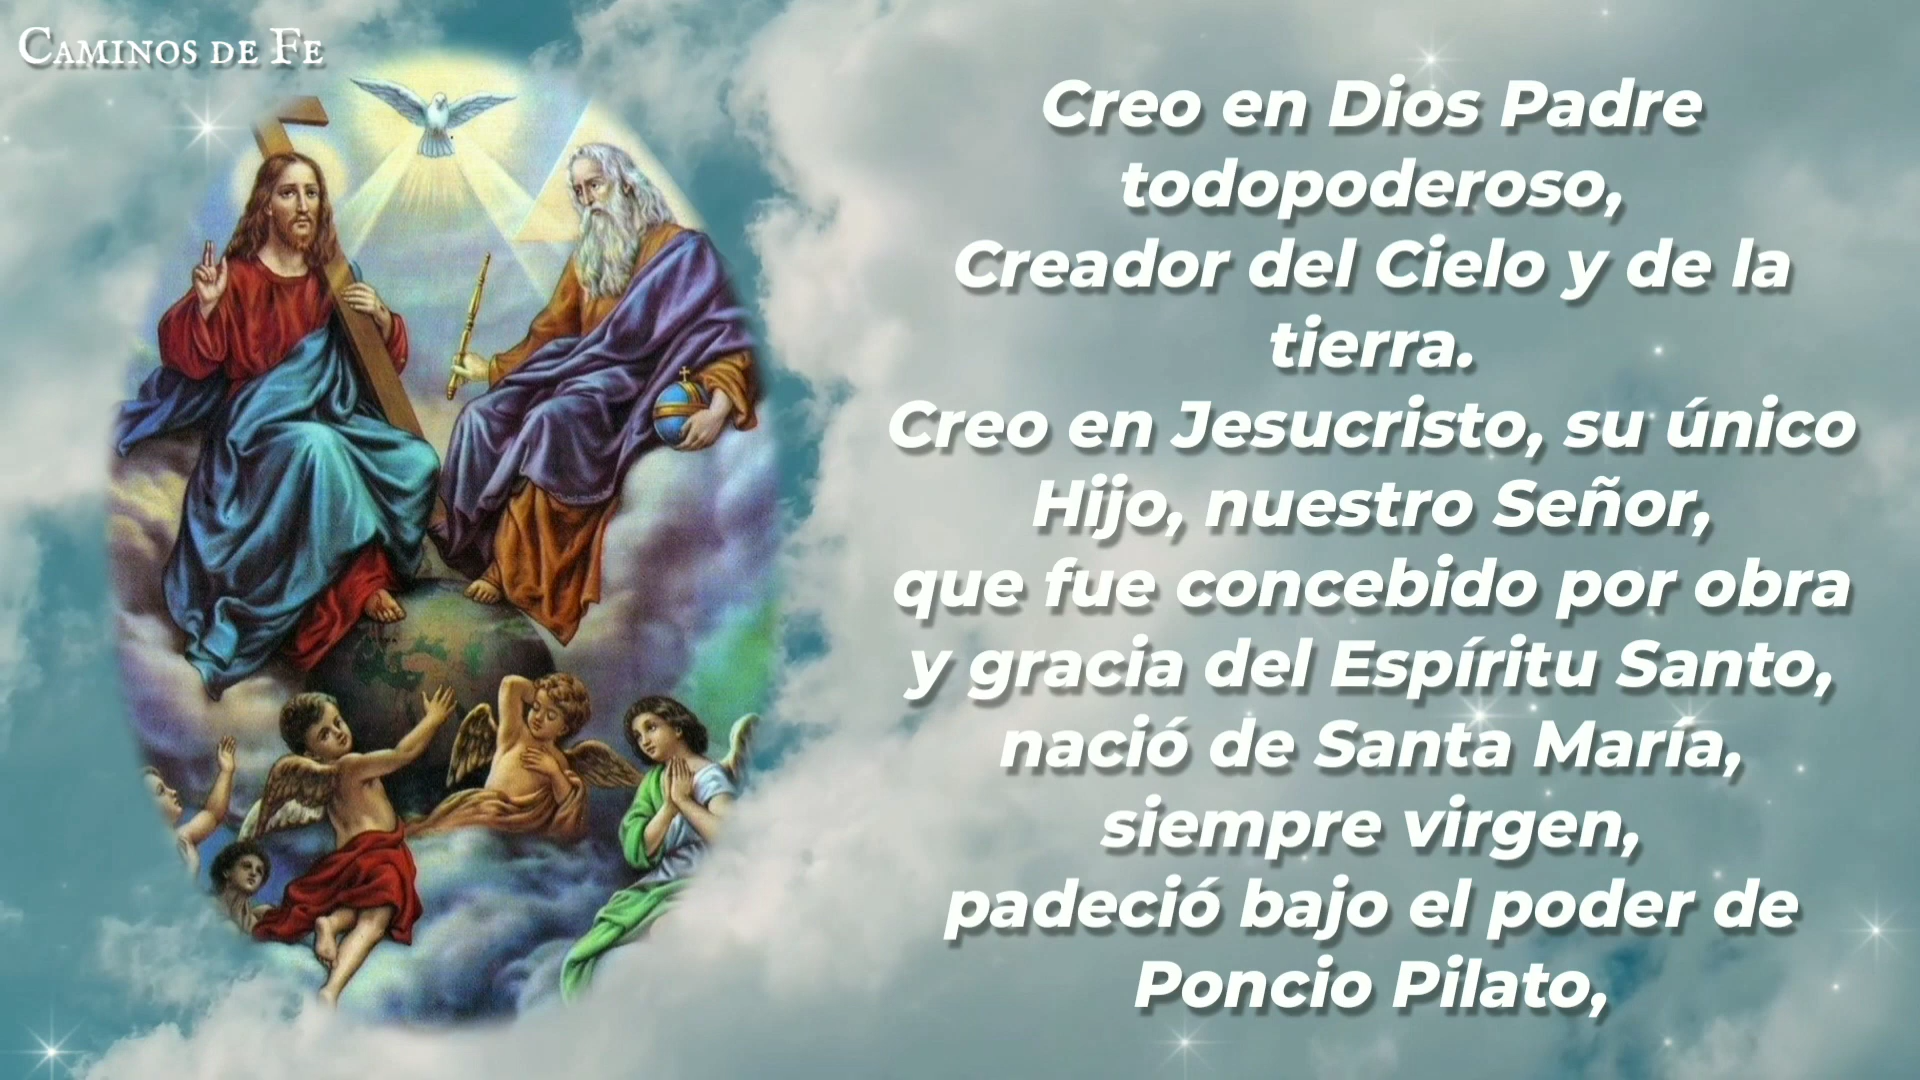 Caminos de Fe
Creo en Dios Padre
todopoderoso,
Creador del Cielo y de la
tierra.
Creo en Jesucristo, su único
Hijo, nuestro Señor,
que fue concebido por obra
y gracia del Espíritu Santo,
nació de Santa María,
siempre virgen,
padeció bajo el poder de
Poncio Pilato,